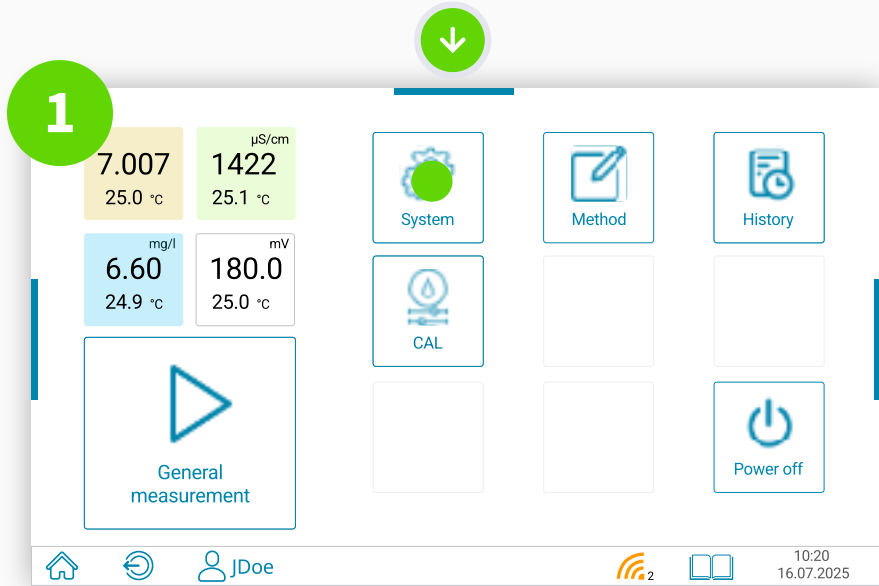 1
7.007
25.0 °C
µS/cm
1422
25.1 °C
mg/l
6.60
24.9 °C
mV
180.0
25.0 °C
General
measurement
System
Method
History
CAL
Power off
JDoe
2
10:20
16.07.2025